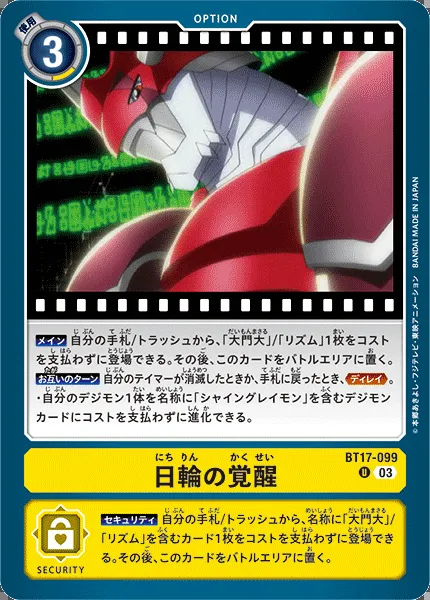 OPTION
使用
3
メイン 自分の手札/トラッシュから、「大門大」/「リズム」1枚をコスト
を支払わずに登場できる。その後、このカードをバトルエリアに置く。
お互いのターン 自分のテイマーが消滅したときか、手札に戻ったとき、ディレイ。
・自分のデジモン1体を名称に「シャイングレイモン」を含むデジモン
カードにコストを支払わずに進化できる。
©本郷あきよし・フジテレビ・東映アニメーション BANDAI MADE IN JAPAN
にちりん かくせい
日輪の覚醒
BT17-099
U 03
セキュリティ 自分の手札/トラッシュから、名称に「大門大」/
「リズム」を含むカード1枚をコストを支払わずに登場でき
る。その後、このカードをバトルエリアに置く。
SECURITY